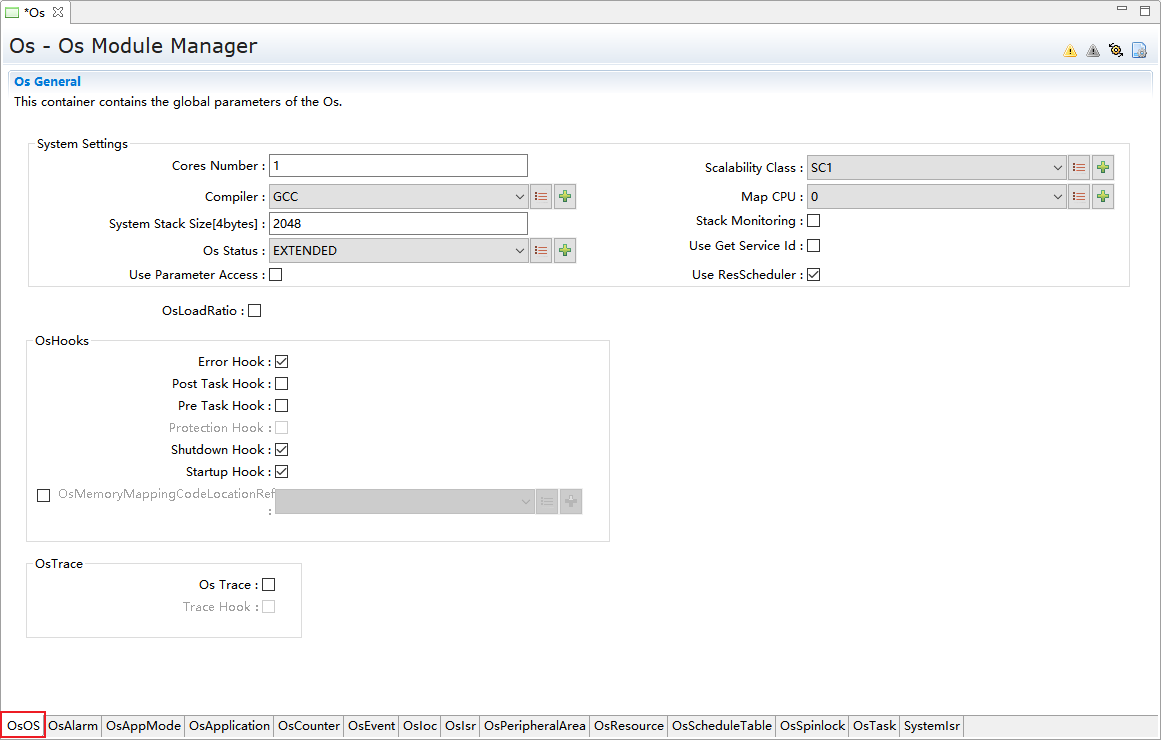 *Os
Os - Os Module Manager
Os General
This container contains the global parameters of the Os.
System Settings
Cores Number : 1
Scalability Class : SC1
Compiler : GCC
Map CPU : 0
System Stack Size[4bytes] : 2048
Stack Monitoring :
Os Status : EXTENDED
Use Get Service Id :
Use Parameter Access :
Use ResScheduler :
OsLoadRatio :
OsHooks
Error Hook :
Post Task Hook :
Pre Task Hook :
Protection Hook :
Shutdown Hook :
Startup Hook :
OsMemoryMappingCodeLocationRef
:
OsTrace
Os Trace :
Trace Hook :
OsOS OsAlarm OsAppMode OsApplication OsCounter OsEvent OsIoc OsIsr OsPeripheralArea OsResource OsScheduleTable OsSpinlock OsTask SystemIsr